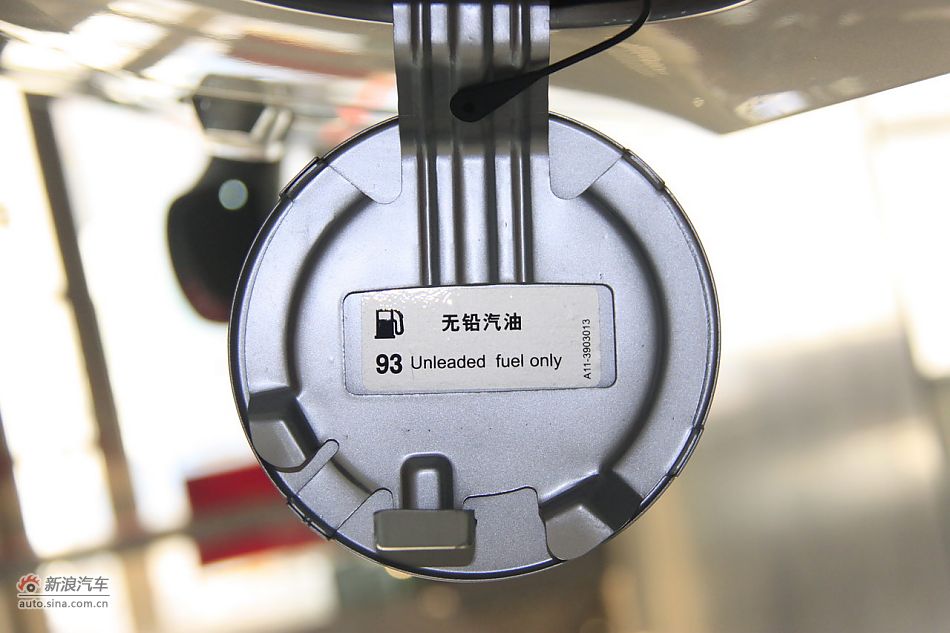 无铅汽油
93 Unleaded fuel only
A11-3903013
新浪汽车
auto.sina.com.cn